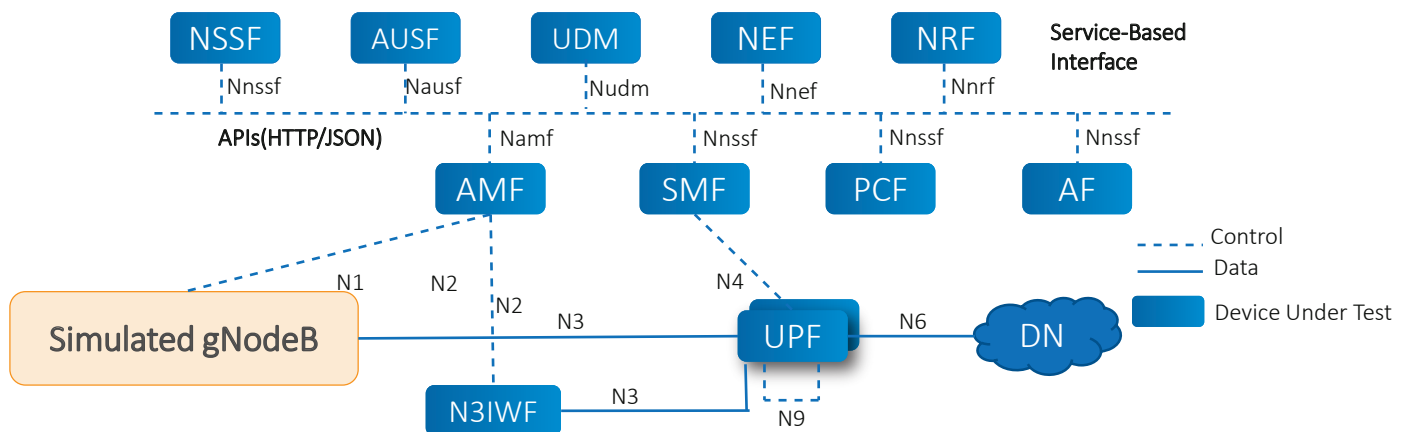 NSSF
AUSF
UDM
NEF
NRF
Service-Based
Interface
Nnssf
Nausf
Nudm
Nnef
Nnrf
APIs(HTTP/JSON)
Namf
Nnssf
Nnssf
Nnssf
AMF
SMF
PCF
AF
Control
Data
N1
N2
N2
N4
Device Under Test
Simulated gNodeB
N3
UPF
N6
DN
N3
N9
N3IWF